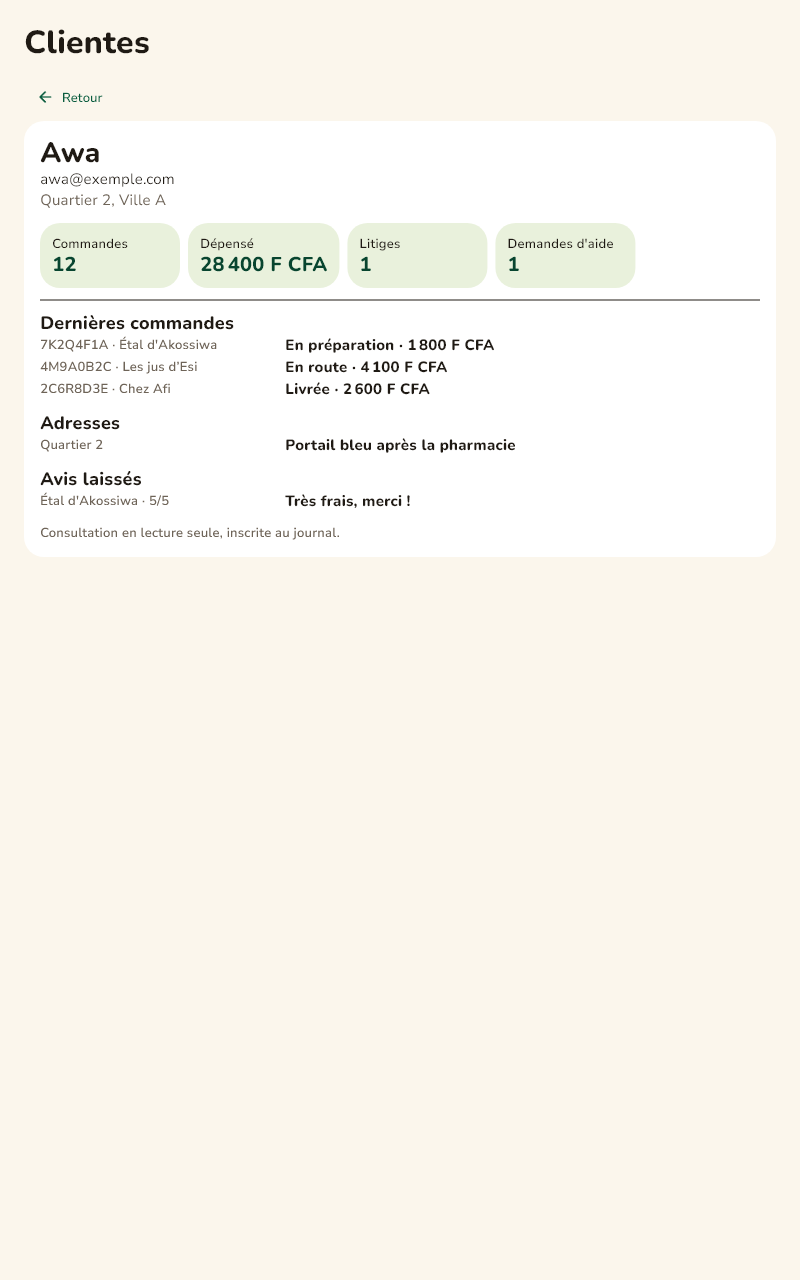 Clientes
Retour
Awa
awa@exemple.com
Quartier 2, Ville A
Commandes
12
Dépensé
28 400 F CFA
Litiges
1
Demandes d'aide
1
Dernières commandes
7K2Q4F1A · Étal d'Akossiwa En préparation · 1 800 F CFA
4M9A0B2C · Les jus d'Esi En route · 4 100 F CFA
2C6R8D3E · Chez Afi Livrée · 2 600 F CFA
Adresses
Quartier 2 Portail bleu après la pharmacie
Avis laissés
Étal d'Akossiwa · 5/5 Très frais, merci !
Consultation en lecture seule, inscrite au journal.